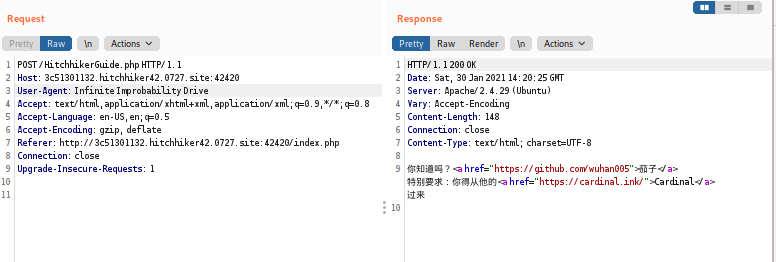 Request
Response
Pretty Raw \n Actions
Pretty Raw Render \n Actions
1 POST /HitchhikerGuide.php HTTP/1.1
2 Host: 3c51301132.hitchhiker42.0727.site:42420
3 User-Agent: Infinite Improbability Drive
4 Accept: text/html,application/xhtml+xml,application/xml;q=0.9,*/*;q=0.8
5 Accept-Language: en-US,en;q=0.5
6 Accept-Encoding: gzip, deflate
7 Referer: http://3c51301132.hitchhiker42.0727.site:42420/index.php
8 Connection: close
9 Upgrade-Insecure-Requests: 1
10
11
1 HTTP/1.1 200 OK
2 Date: Sat, 30 Jan 2021 14:20:25 GMT
3 Server: Apache/2.4.29 (Ubuntu)
4 Vary: Accept-Encoding
5 Content-Length: 148
6 Connection: close
7 Content-Type: text/html; charset=UTF-8
8
9 你知道吗？<a href="https://github.com/wuhan005">茄子</a>
特别要求：你得从他的<a href="https://cardinal.ink/">Cardinal</a>
过来
10